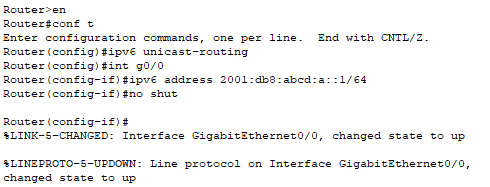 Router>en
Router#conf t
Enter configuration commands, one per line.  End with CNTL/Z.
Router(config)#ipv6 unicast-routing
Router(config)#int g0/0
Router(config-if)#ipv6 address 2001:db8:abcd:a::1/64
Router(config-if)#no shut
Router(config-if)#
%LINK-5-CHANGED: Interface GigabitEthernet0/0, changed state to up
%LINEPROTO-5-UPDOWN: Line protocol on Interface GigabitEthernet0/0,
changed state to up